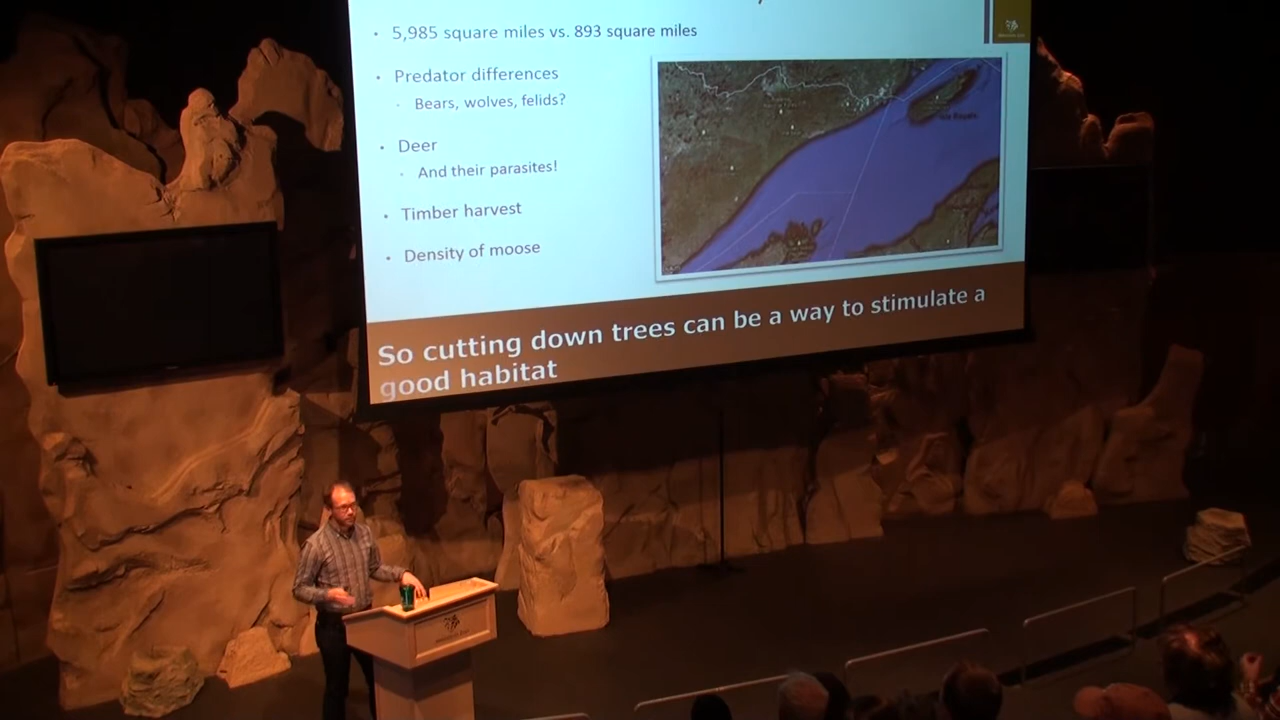 5,985 square miles vs. 893 square miles
Predator differences
Bears, wolves, felids?
Deer
And their parasites!
Timber harvest
Density of moose
Isle Royale
So cutting down trees can be a way to stimulate a
good habitat